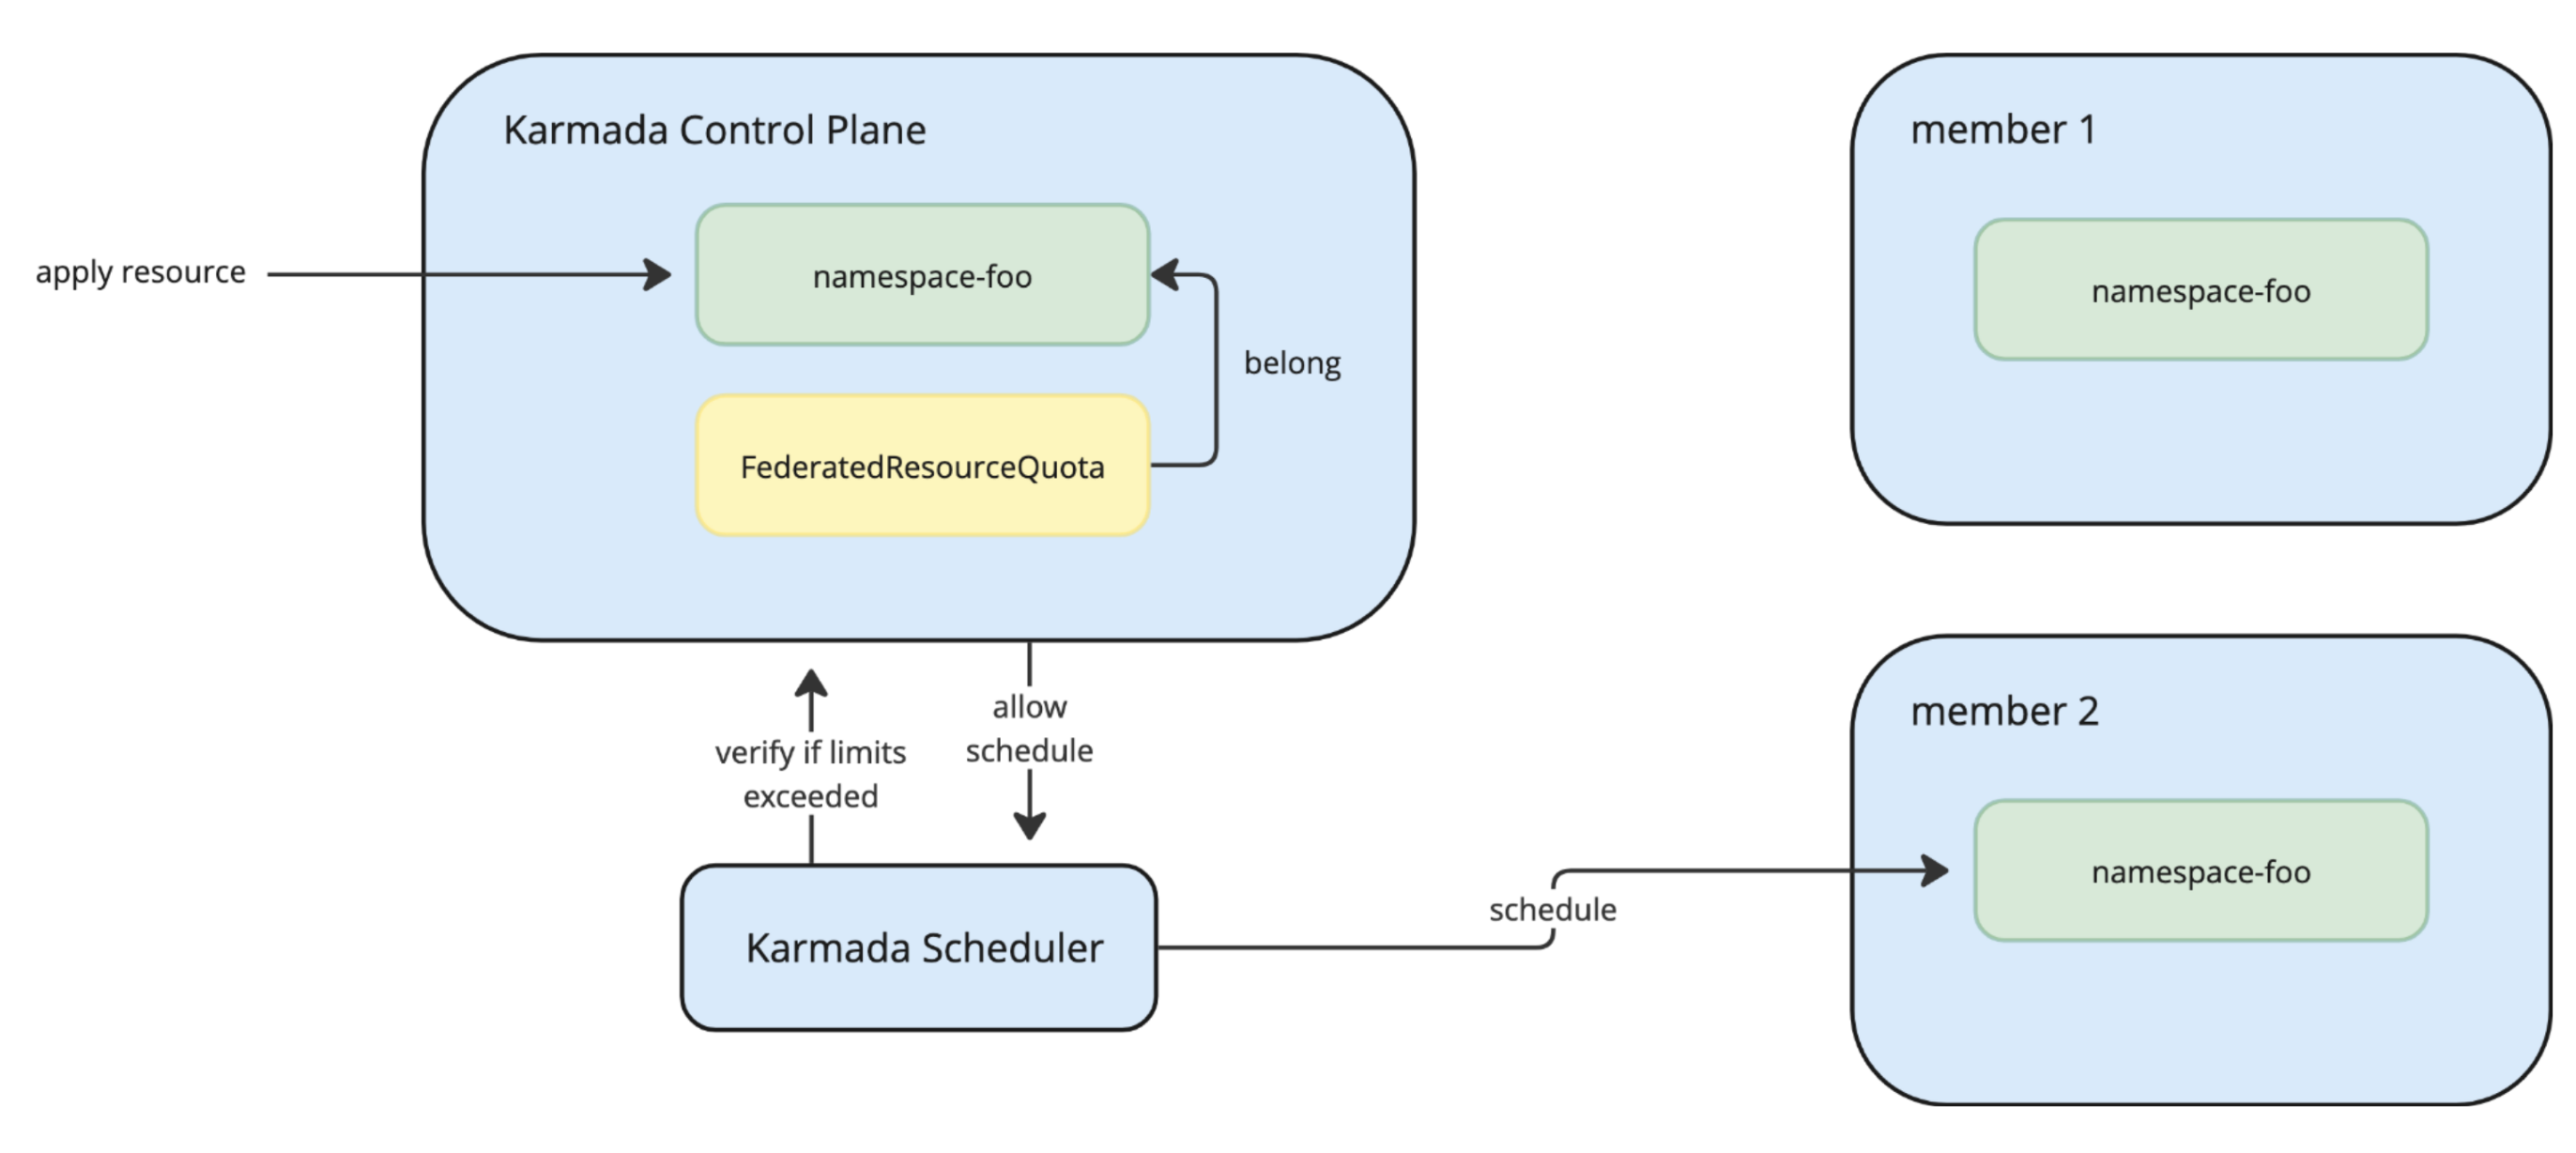 Karmada Control Plane
apply resource
namespace-foo
belong
FederatedResourceQuota
verify if limits
exceeded
allow
schedule
Karmada Scheduler
schedule
member 1
namespace-foo
member 2
namespace-foo